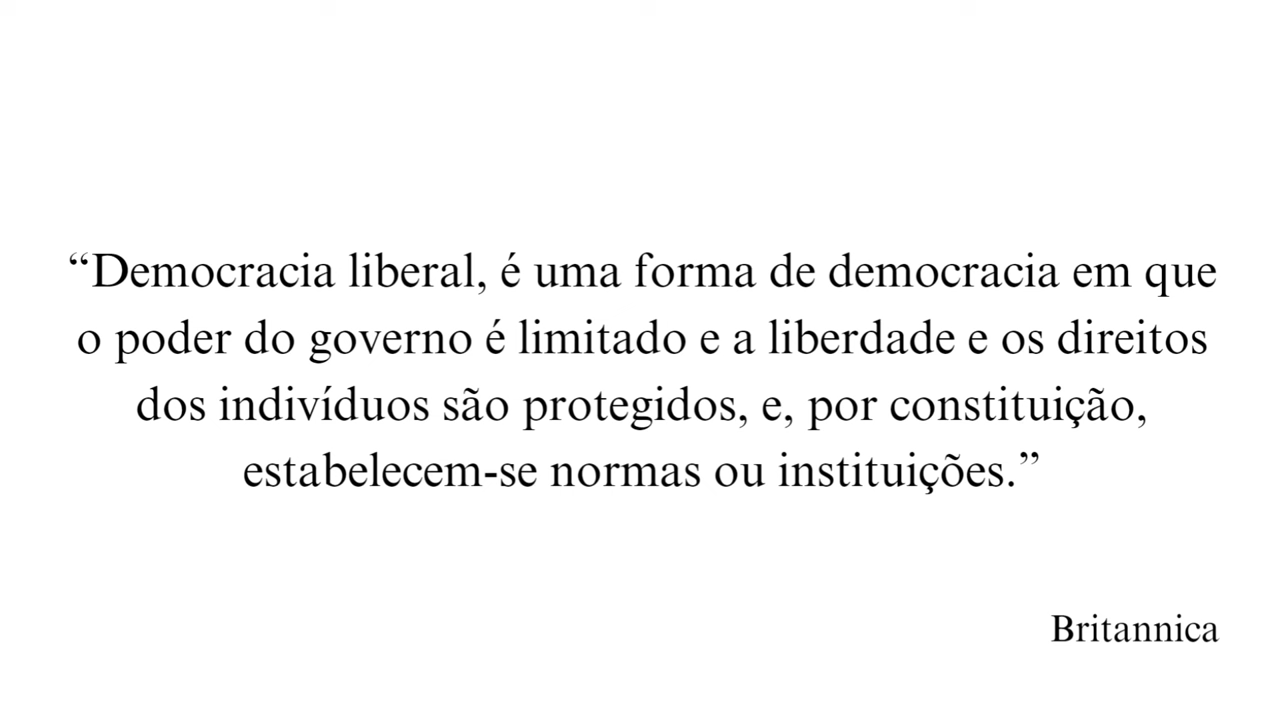 “Democracia liberal, é uma forma de democracia em que
o poder do governo é limitado e a liberdade e os direitos
dos indivíduos são protegidos, e, por constituição,
estabelecem-se normas ou instituições.”
Britannica